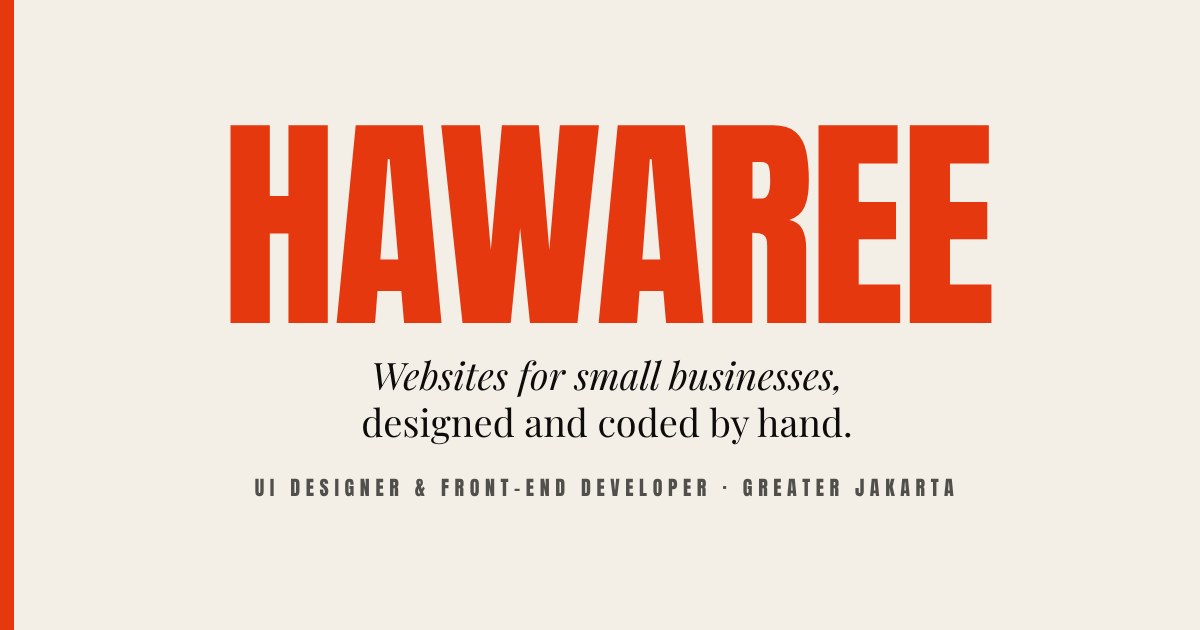 HAWAREE
Websites for small businesses,
designed and coded by hand.
UI DESIGNER & FRONT-END DEVELOPER · GREATER JAKARTA